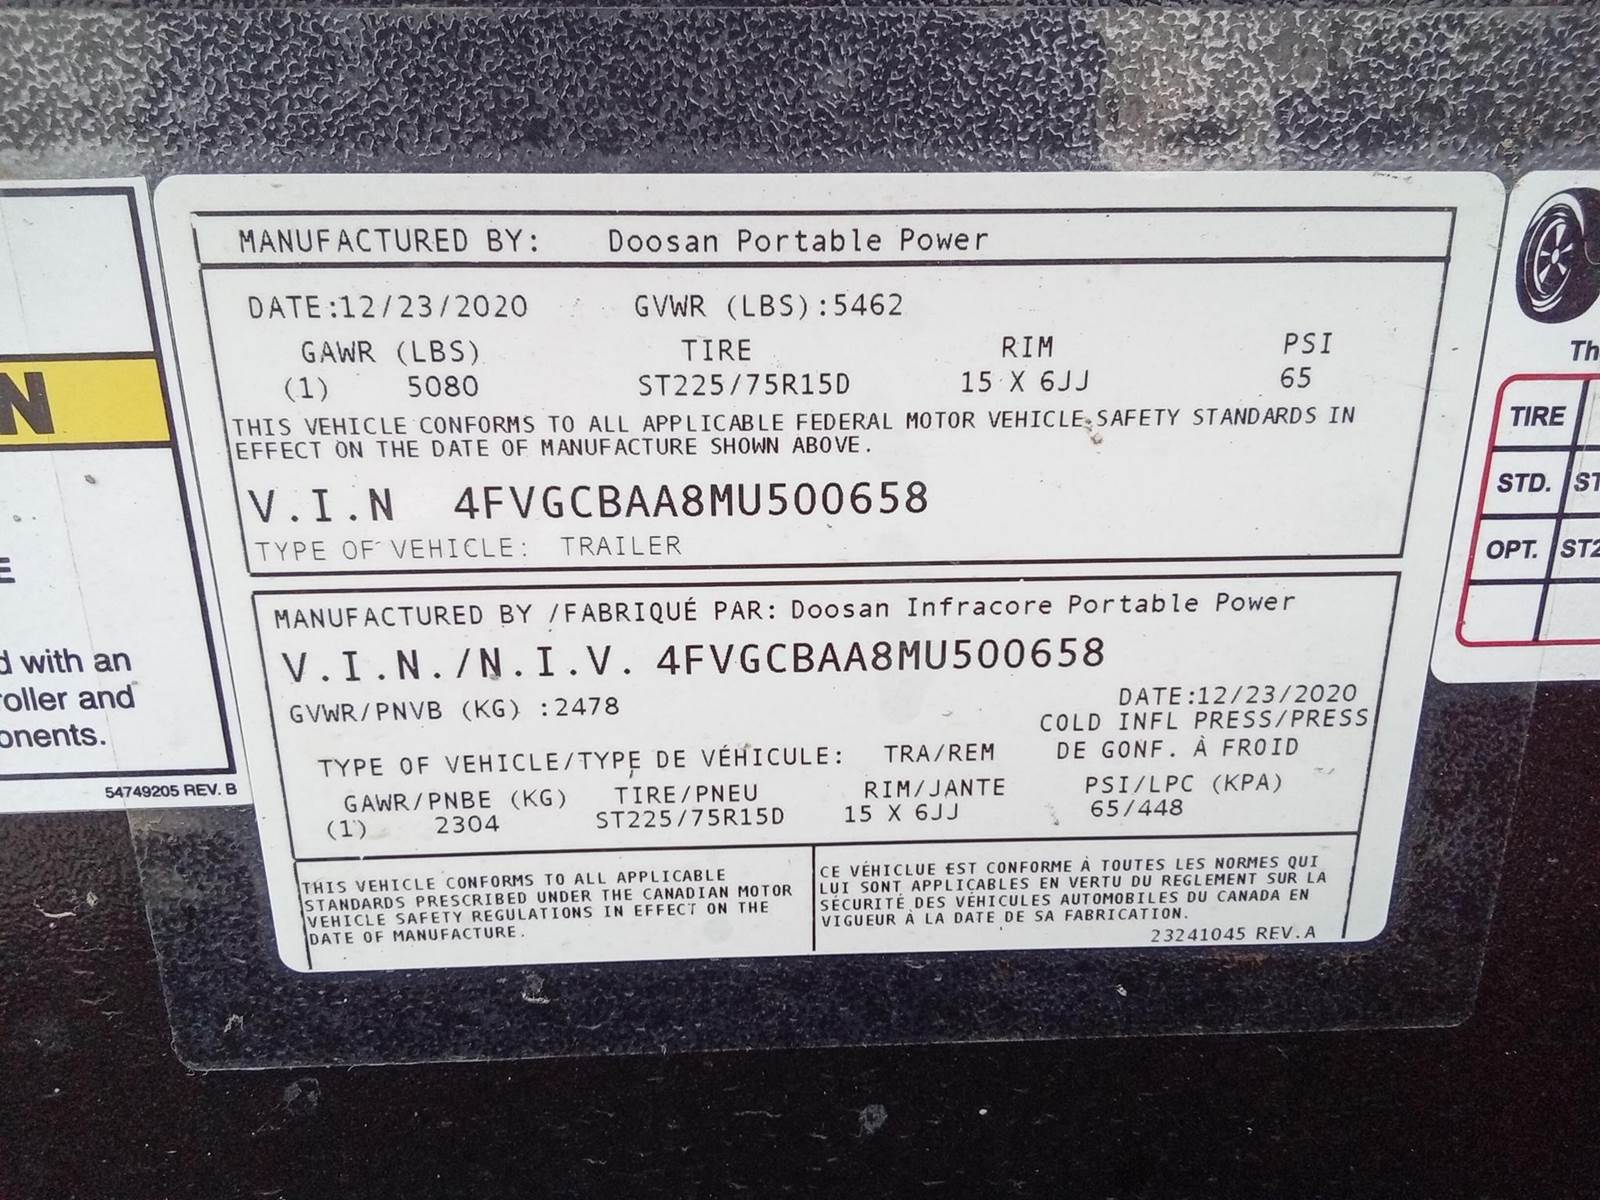 MANUFACTURED BY: Doosan Portable Power
DATE:12/23/2020 GVWR (LBS):5462
GAWR (LBS) TIRE RIM PSI
(1) 5080 ST225/75R15D 15 X 6JJ 65
THIS VEHICLE CONFORMS TO ALL APPLICABLE FEDERAL MOTOR VEHICLE SAFETY STANDARDS IN
EFFECT ON THE DATE OF MANUFACTURE SHOWN ABOVE.
V.I.N 4FVGCBAA8MU500658
TYPE OF VEHICLE: TRAILER
MANUFACTURED BY /FABRIQUÉ PAR: Doosan Infracore Portable Power
V.I.N./N.I.V. 4FVGCBAA8MU500658
GVWR/PNVB (KG) :2478
DATE:12/23/2020
COLD INFL PRESS/PRESS
DE GONF. À FROID
TYPE OF VEHICLE/TYPE DE VÉHICULE: TRA/REM
GAWR/PNBE (KG) TIRE/PNEU RIM/JANTE PSI/LPC (KPA)
(1) 2304 ST225/75R15D 15 X 6JJ 65/448
THIS VEHICLE CONFORMS TO ALL APPLICABLE
STANDARDS PRESCRIBED UNDER THE CANADIAN MOTOR
VEHICLE SAFETY REGULATIONS IN EFFECT ON THE
DATE OF MANUFACTURE.
CE VÉHICLUE EST CONFORME À TOUTES LES NORMES QUI
LUI SONT APPLICABLES EN VERTU DU REGLEMENT SUR LA
SÉCURITÉ DES VÉHICULES AUTOMOBILES DU CANADA EN
VIGUEUR À LA DATE DE SA FABRICATION.
23241045 REV.A
N
E
d with an
roller and
onents.
54749205 REV. B
Th
TIRE
STD. ST
OPT. ST2